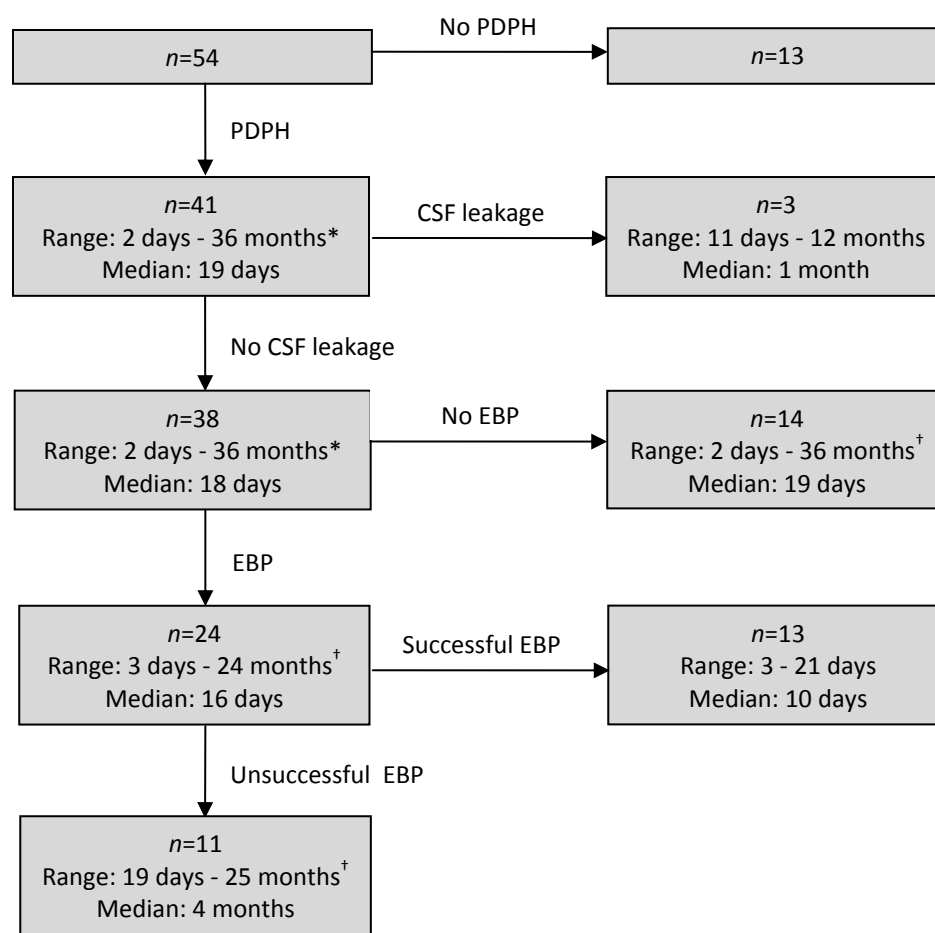 n=54
No PDPH
n=13
PDPH
n=41
Range: 2 days - 36 months*
Median: 19 days
CSF leakage
n=3
Range: 11 days - 12 months
Median: 1 month
No CSF leakage
n=38
Range: 2 days - 36 months*
Median: 18 days
No EBP
n=14
Range: 2 days - 36 months†
Median: 19 days
EBP
n=24
Range: 3 days - 24 months†
Median: 16 days
Successful EBP
n=13
Range: 3 - 21 days
Median: 10 days
Unsuccessful  EBP
n=11
Range: 19 days - 25 months†
Median: 4 months